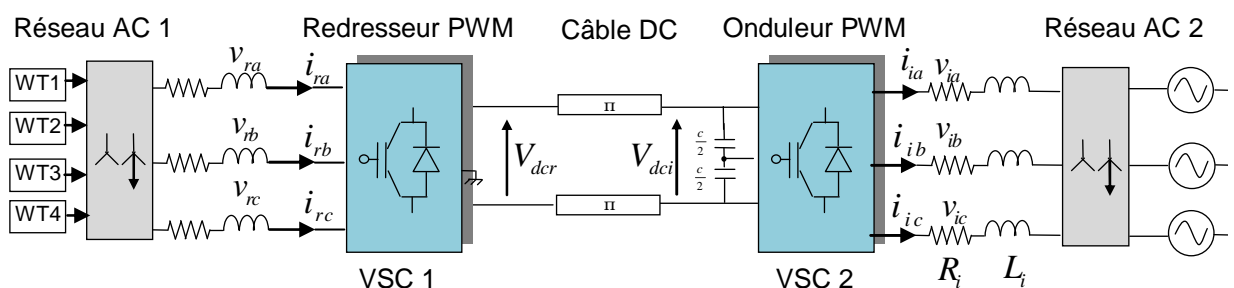 Réseau AC 1
Redresseur PWM
Câble DC
Onduleur PWM
Réseau AC 2
WT1
WT2
WT3
WT4
v_ra
i_ra
v_rb
i_rb
v_rc
i_rc
VSC 1
V_dcr
π
π
V_dci
c/2
c/2
VSC 2
i_ia
v_ia
i_ib
v_ib
i_ic
v_ic
R_i
L_i